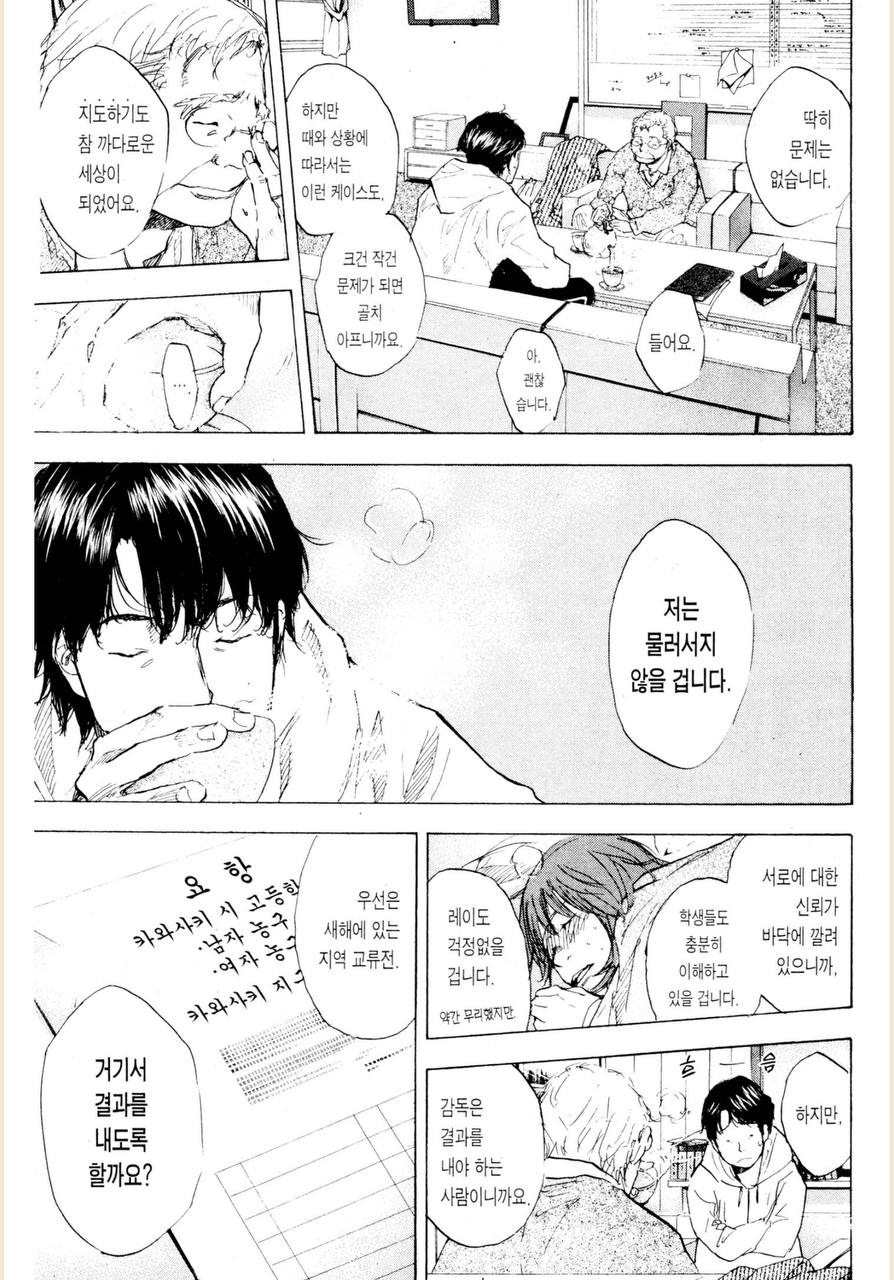 딱히
문제는
없습니다.
들어요.
아,
괜찮
습니다.
하지만
때와 상황에
따라서는
이런 케이스도,
크건 작건
문제가 되면
골치
아프니까요.
지도하기도
참 까다로운
세상이
되었어요.
…
저는
물러서지
않을 겁니다.
서로에 대한
신뢰가
바닥에 깔려
있으니까,
학생들도
충분히
이해하고
있을 겁니다.
레이도
걱정없을
겁니다.
약간 무리했지만.
흐음
하지만,
감독은
결과를
내야 하는
사람이니까요.
우선은
새해에 있는
지역 교류전.
요항
카와사키 시 고등학
·남자 농구
·여자 농구
카와사키 지구
거기서
결과를
내도록
할까요?